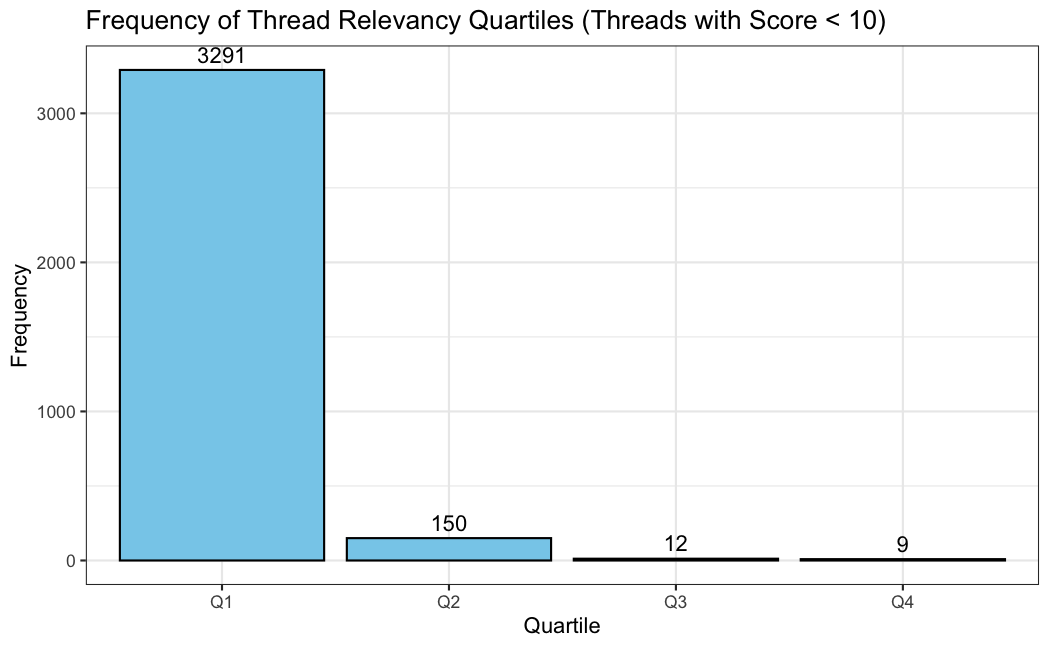 Frequency of Thread Relevancy Quartiles (Threads with Score < 10)
3291
3000
2000
1000
150
12
9
0
Frequency
Q1 Q2 Q3 Q4
Quartile